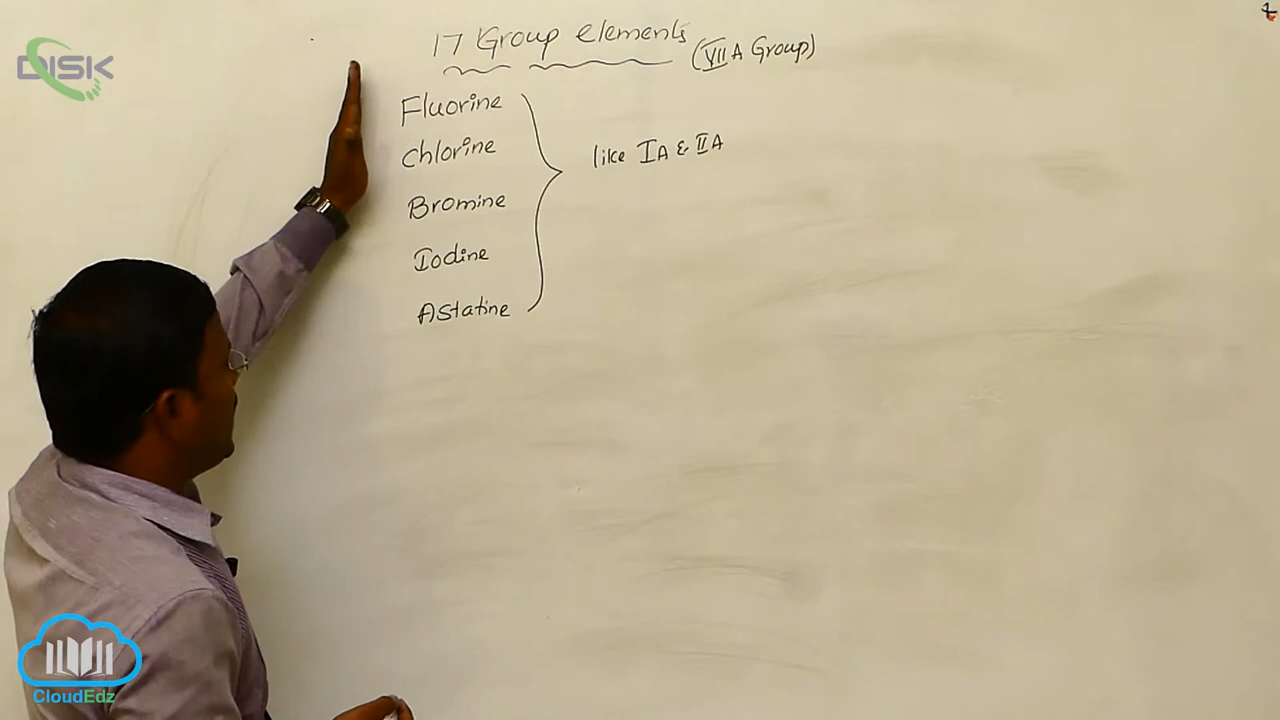 DISK
17 Group elements
(VII A Group)
Fluorine
Chlorine
like IA & IIA
Bromine
Iodine
Astatine
CloudEdz